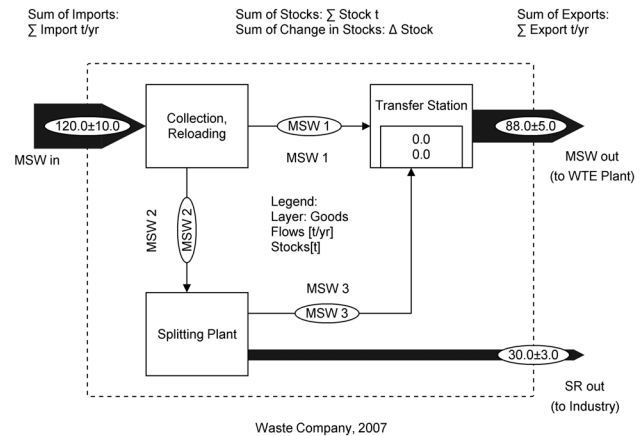 Sum of Imports:
∑ Import t/yr
Sum of Stocks: ∑ Stock t
Sum of Change in Stocks: Δ Stock
Sum of Exports:
∑ Export t/yr
120.0±10.0
MSW in
Collection,
Reloading
MSW 1
MSW 1
Transfer Station
0.0
0.0
88.0±5.0
MSW out
(to WTE Plant)
MSW 2
MSW 2
Legend:
Layer: Goods
Flows [t/yr]
Stocks[t]
MSW 3
MSW 3
Splitting Plant
30.0±3.0
SR out
(to Industry)
Waste Company, 2007